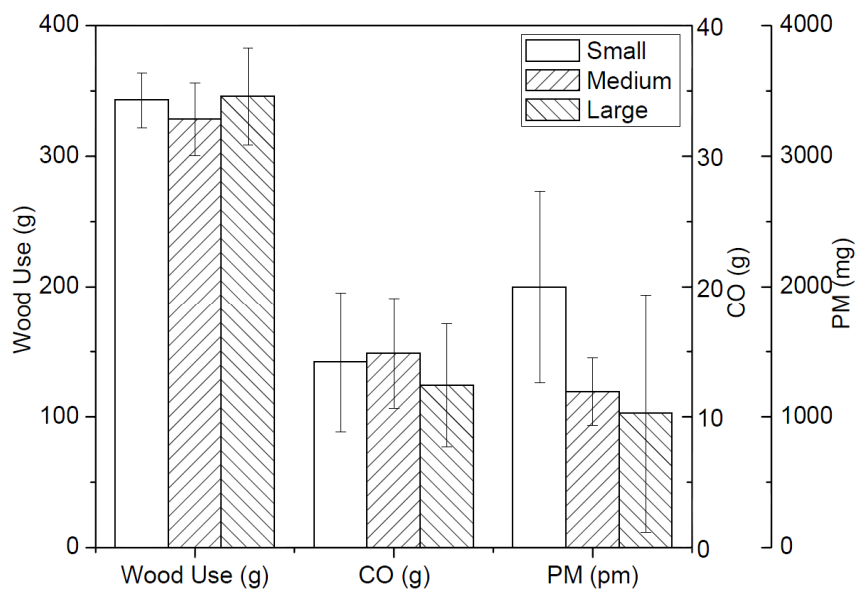 400
300
200
100
0
Wood Use (g)
Small
Medium
Large
40
30
20
10
0
CO (g)
4000
3000
2000
1000
0
PM (mg)
Wood Use (g)
CO (g)
PM (pm)